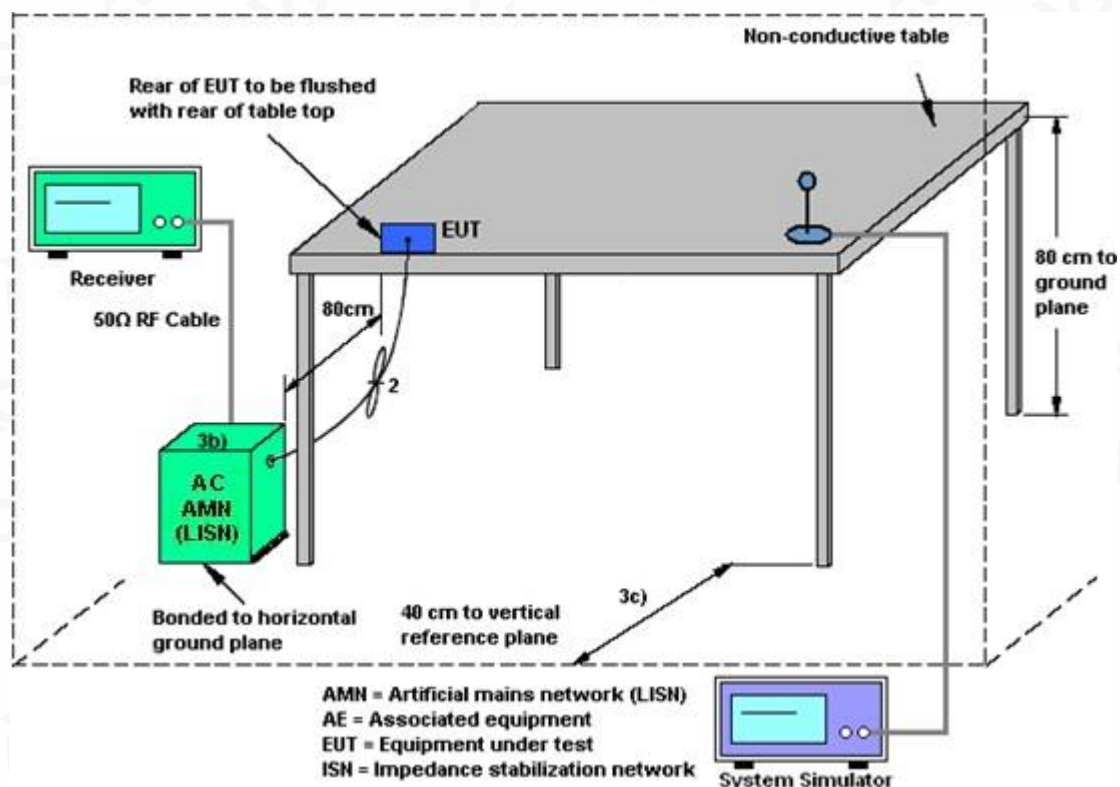 Non-conductive table
Rear of EUT to be flushed
with rear of table top
EUT
Receiver
80 cm to
ground
plane
80cm
50Ω RF Cable
2
3b)
AC
AMN
(LISN)
3c)
Bonded to horizontal
ground plane
40 cm to vertical
reference plane
AMN = Artificial mains network (LISN)
AE = Associated equipment
EUT = Equipment under test
ISN = Impedance stabilization network
System Simulator